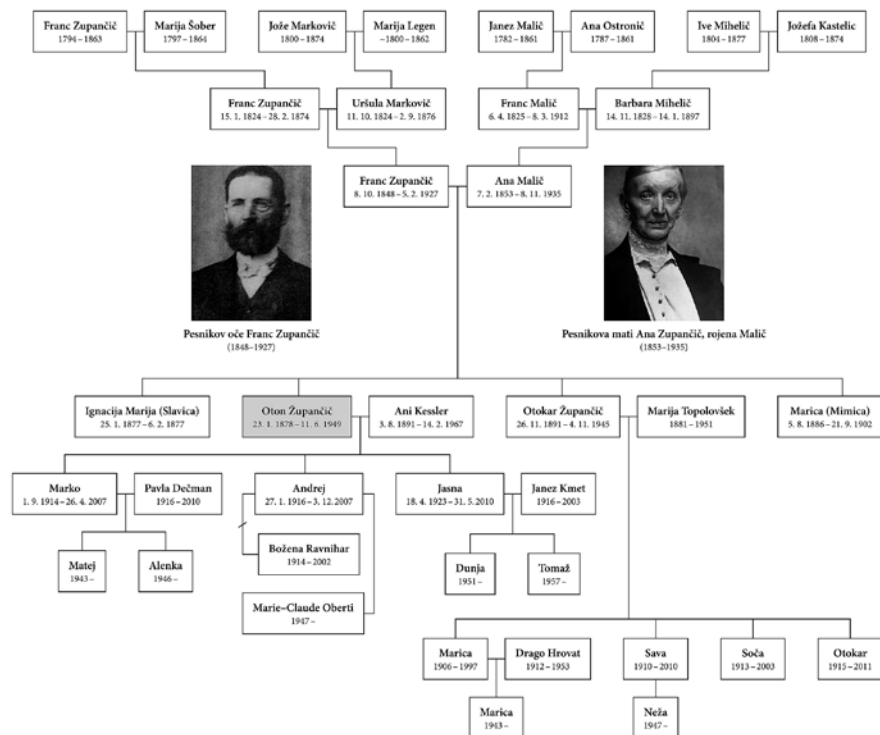 Franc Zupančič
1794–1863
Marija Šober
1797–1864
Jože Markovič
1800–1874
Marija Legen
~1800–1862
Janez Malič
1782–1861
Ana Ostronič
1787–1861
Ive Mihelič
1804–1877
Jožefa Kastelic
1808–1874
Franc Zupančič
15. 1. 1824–28. 2. 1874
Uršula Markovič
11. 10. 1824–2. 9. 1876
Franc Malič
6. 4. 1825–8. 3. 1912
Barbara Mihelič
14. 11. 1828–14. 1. 1897
Franc Zupančič
8. 10. 1848–5. 2. 1927
Ana Malič
7. 2. 1853–8. 11. 1935
Pesnikov oče Franc Zupančič
(1848–1927)
Pesnikova mati Ana Zupančič, rojena Malič
(1853–1935)
Ignacija Marija (Slavica)
25. 1. 1877–6. 2. 1877
Oton Župančič
23. 1. 1878–11. 6. 1949
Ani Kessler
3. 8. 1891–14. 2. 1967
Otokar Župančič
26. 11. 1891–4. 11. 1945
Marija Topolovšek
1881–1951
Marica (Mimica)
5. 8. 1886–21. 9. 1902
Marko
1. 9. 1914–26. 4. 2007
Pavla Dečman
1916–2010
Andrej
27. 1. 1916–3. 12. 2007
Jasna
18. 4. 1923–31. 5. 2010
Janez Kmet
1916–2003
Matej
1943–
Alenka
1946–
Božena Ravnihar
1914–2002
Marie–Claude Oberti
1947–
Dunja
1951–
Tomaž
1957–
Marica
1906–1997
Drago Hrovat
1912–1953
Sava
1910–2010
Soča
1913–2003
Otokar
1915–2011
Marica
1943–
Neža
1947–